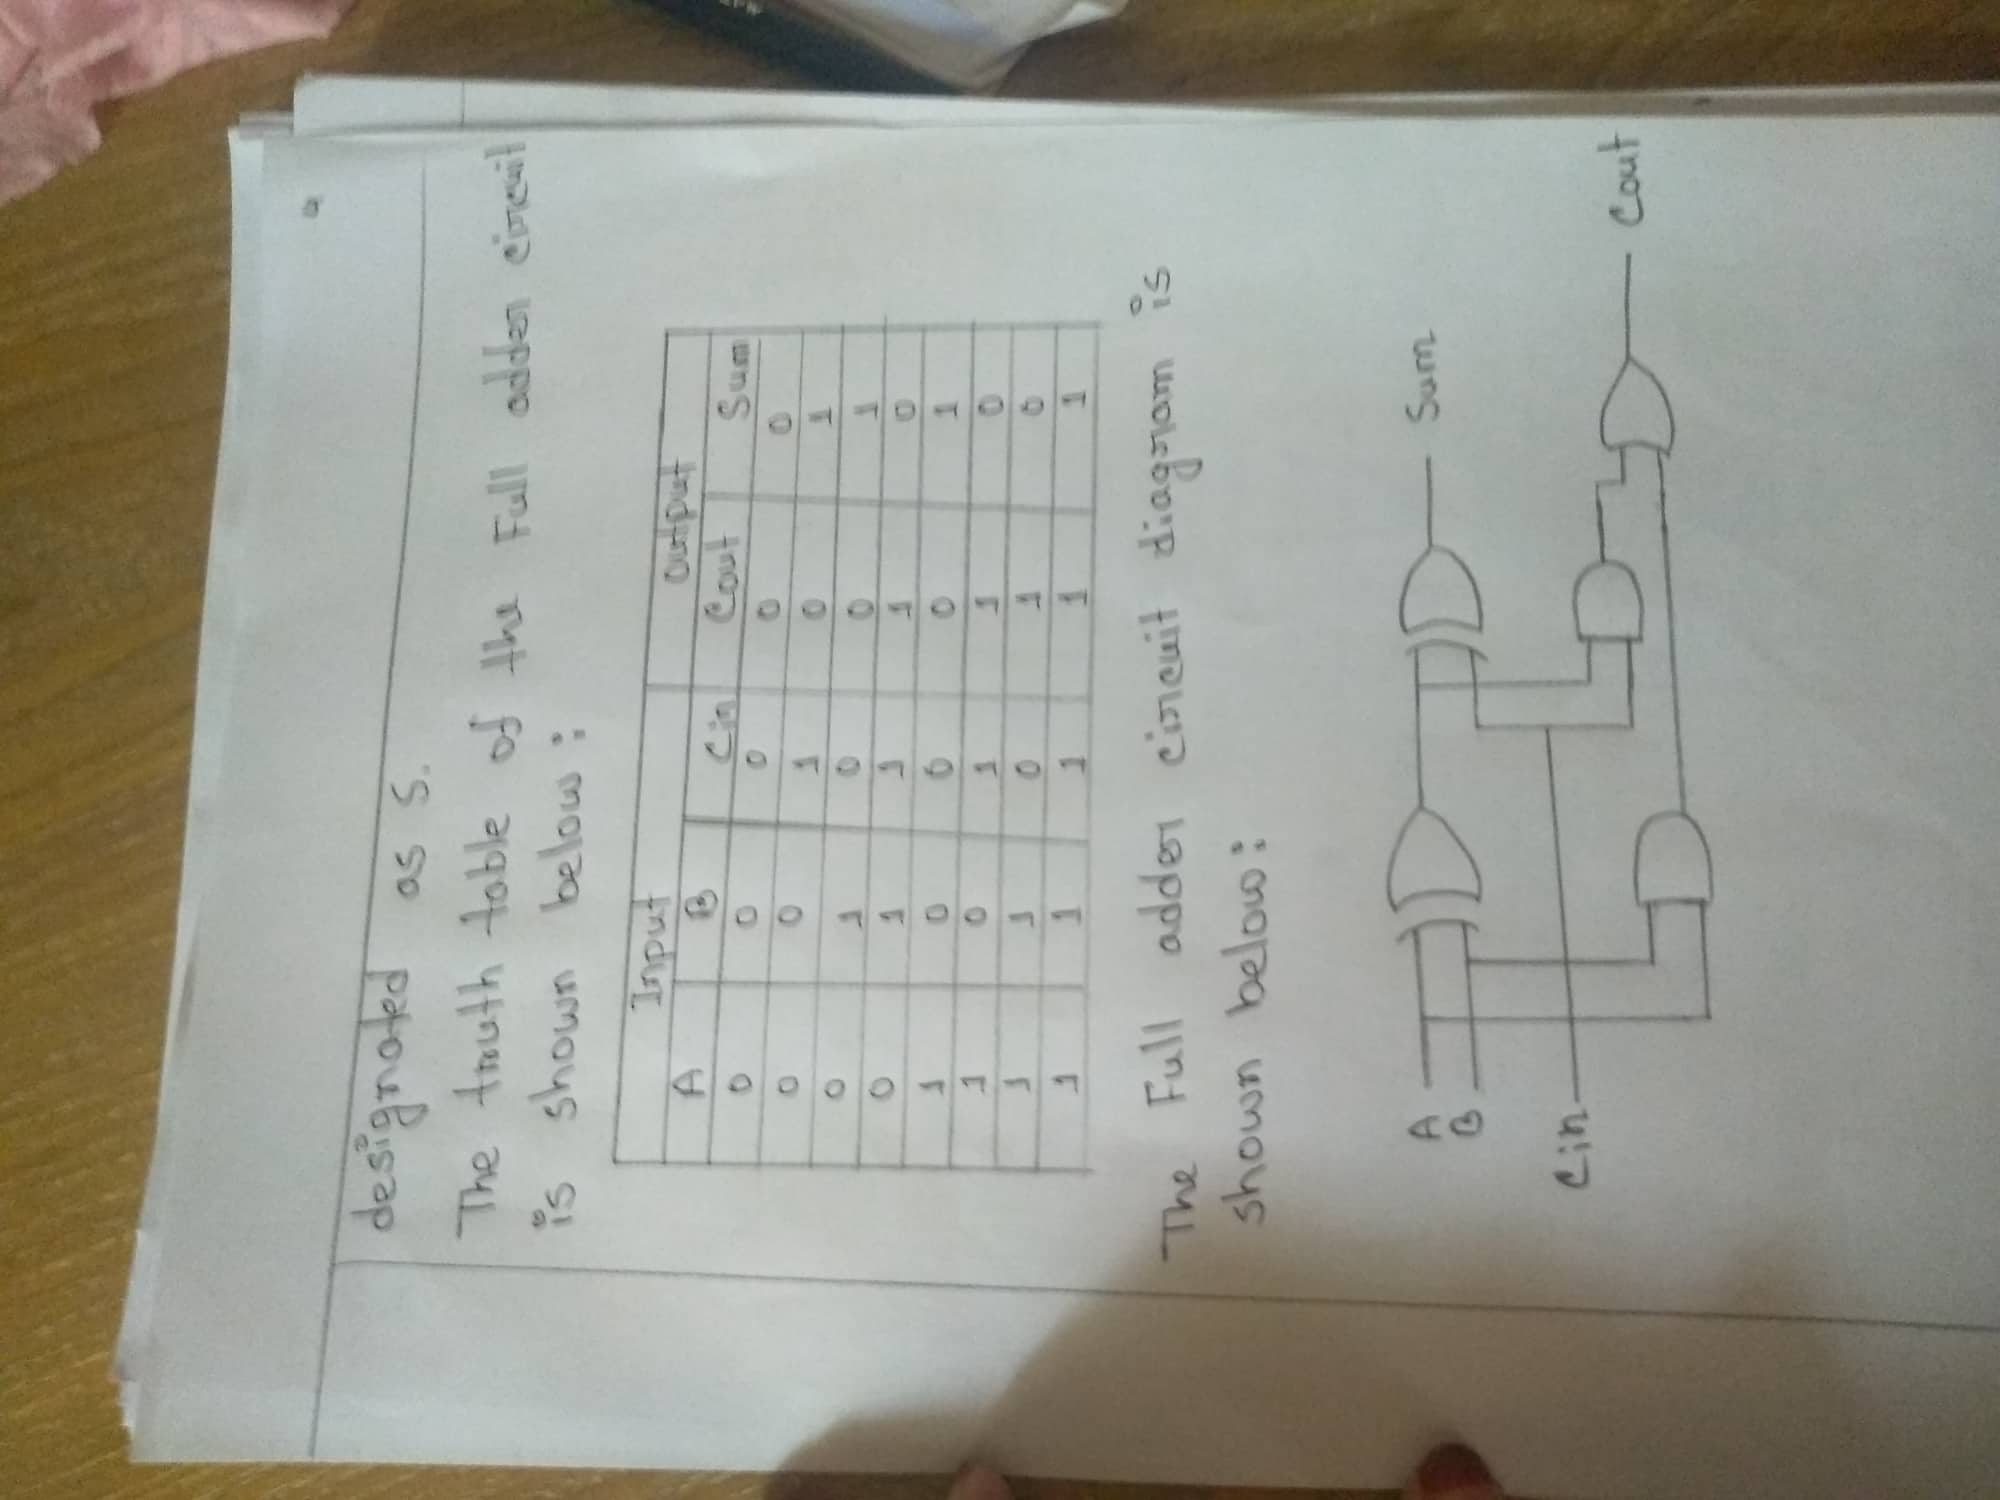 designated as S.
The truth table of the Full adder circuit
is shown below:
Input Output
A B Cin Cout Sum
0 0 0 0 0
0 0 1 0 1
0 1 0 0 1
0 1 1 1 0
1 0 0 0 1
1 0 1 1 0
1 1 0 1 0
1 1 1 1 1
The Full adder circuit diagram is
shown below:
A
B
Cin
Sum
Cout